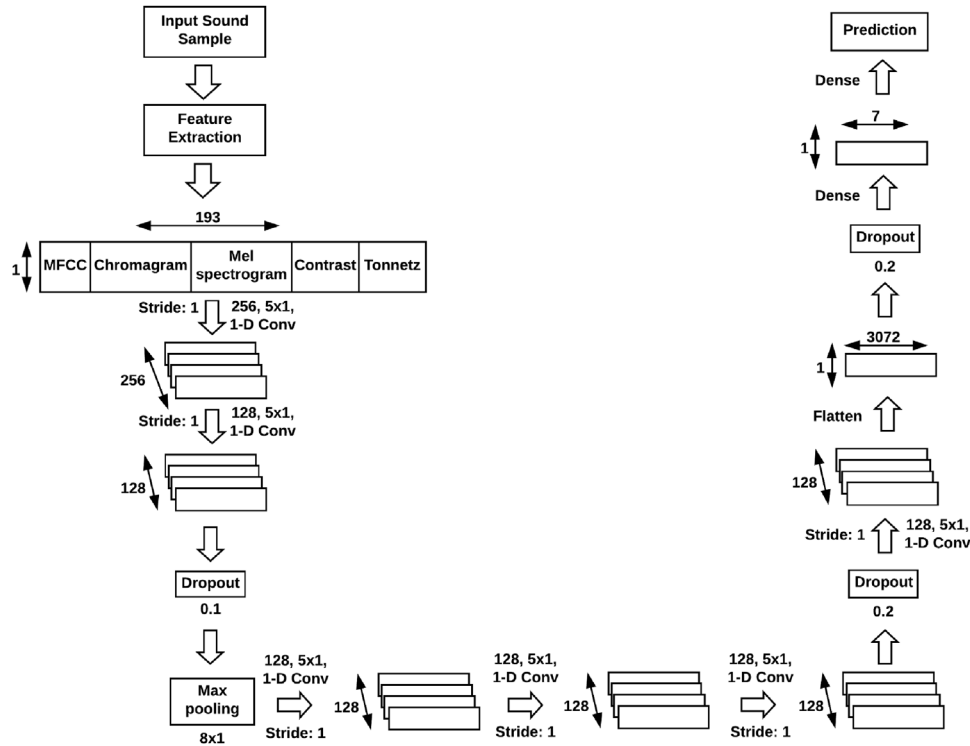 Input Sound
Sample
Feature
Extraction
193
1
MFCC
Chromagram
Mel
spectrogram
Contrast
Tonnetz
Stride: 1
256, 5x1,
1-D Conv
256
Stride: 1
128, 5x1,
1-D Conv
128
Dropout
0.1
Max
pooling
8x1
128, 5x1,
1-D Conv
Stride: 1
128
128, 5x1,
1-D Conv
Stride: 1
128
128, 5x1,
1-D Conv
Stride: 1
128
Dropout
0.2
Stride: 1
128, 5x1,
1-D Conv
128
Flatten
3072
1
Dropout
0.2
Dense
7
1
Dense
Prediction